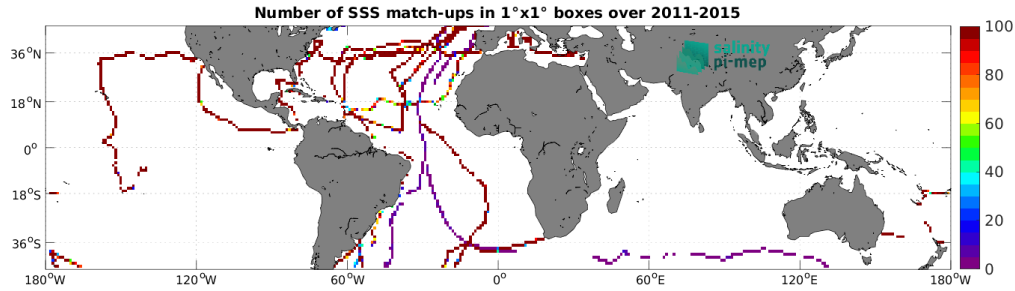 Number of SSS match-ups in 1°x1° boxes over 2011-2015
salinity
pi-mep
36°N
18°N
0°
18°S
36°S
180°W
120°W
60°W
0°
60°E
120°E
180°W
100
80
60
40
20
0